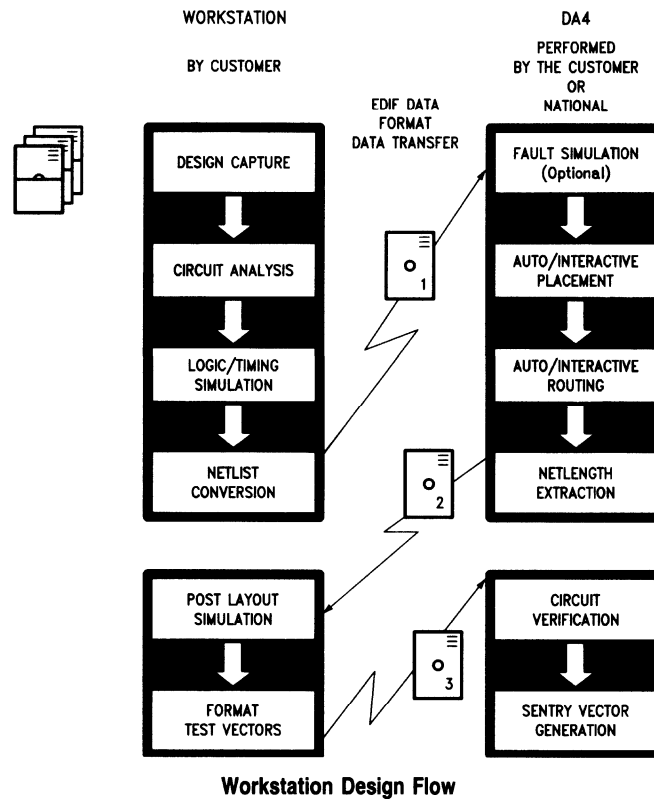 WORKSTATION
BY CUSTOMER
DESIGN CAPTURE
CIRCUIT ANALYSIS
LOGIC/TIMING
SIMULATION
NETLIST
CONVERSION
EDIF DATA
FORMAT
DATA TRANSFER
1
DA4
PERFORMED
BY THE CUSTOMER
OR
NATIONAL
FAULT SIMULATION
(Optional)
AUTO/INTERACTIVE
PLACEMENT
AUTO/INTERACTIVE
ROUTING
NETLENGTH
EXTRACTION
2
POST LAYOUT
SIMULATION
FORMAT
TEST VECTORS
3
CIRCUIT
VERIFICATION
SENTRY VECTOR
GENERATION
Workstation Design Flow